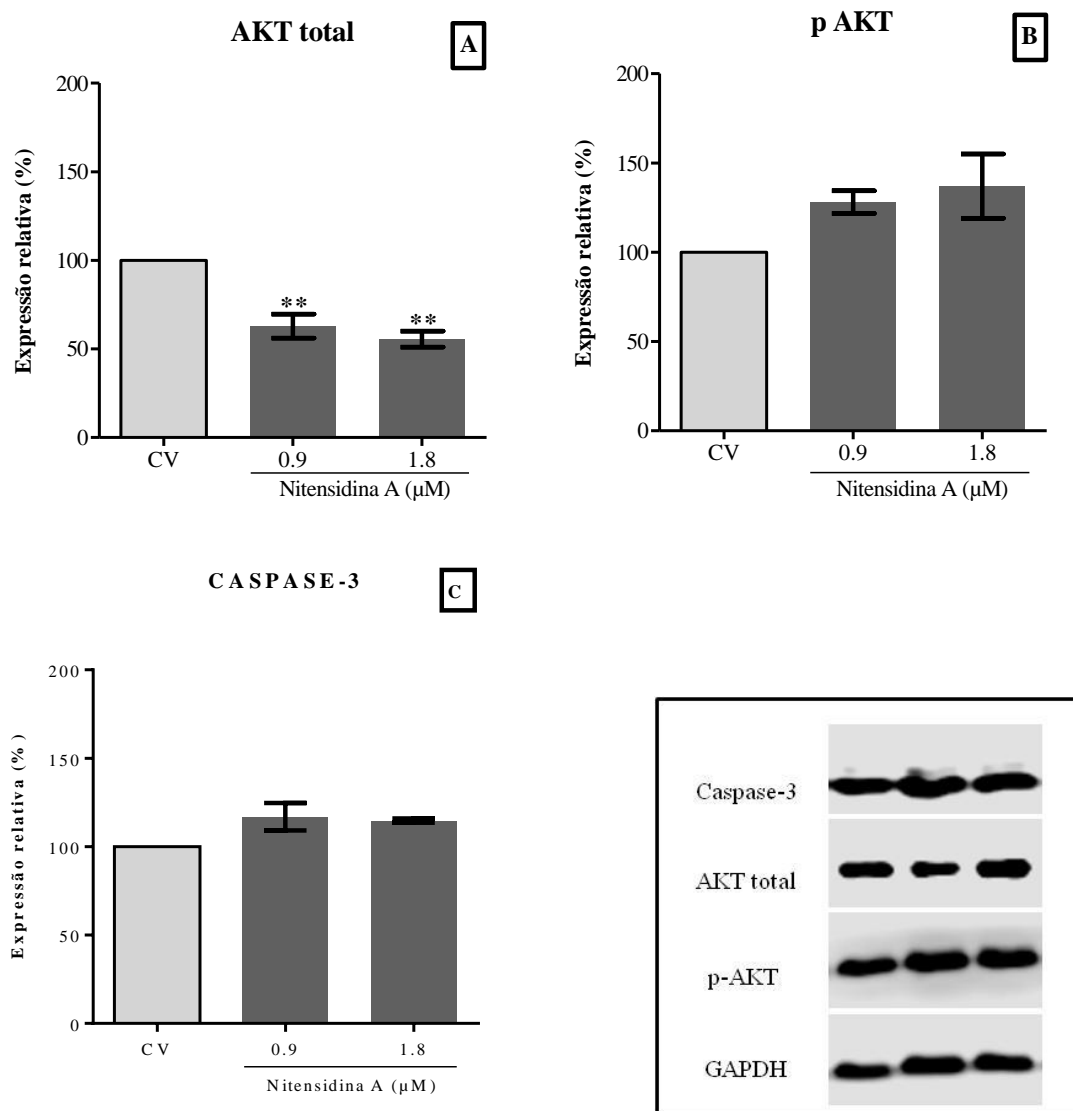 AKT total
A
200
150
100
50
0
Expressão relativa (%)
**
**
CV
0.9
1.8
Nitensidina A (µM)
p AKT
B
200
150
100
50
0
Expressão relativa (%)
CV
0.9
1.8
Nitensidina A (µM)
CASPASE-3
C
200
150
100
50
0
Expressão relativa (%)
CV
0.9
1.8
Nitensidina A (µM)
Caspase-3
AKT total
p-AKT
GAPDH